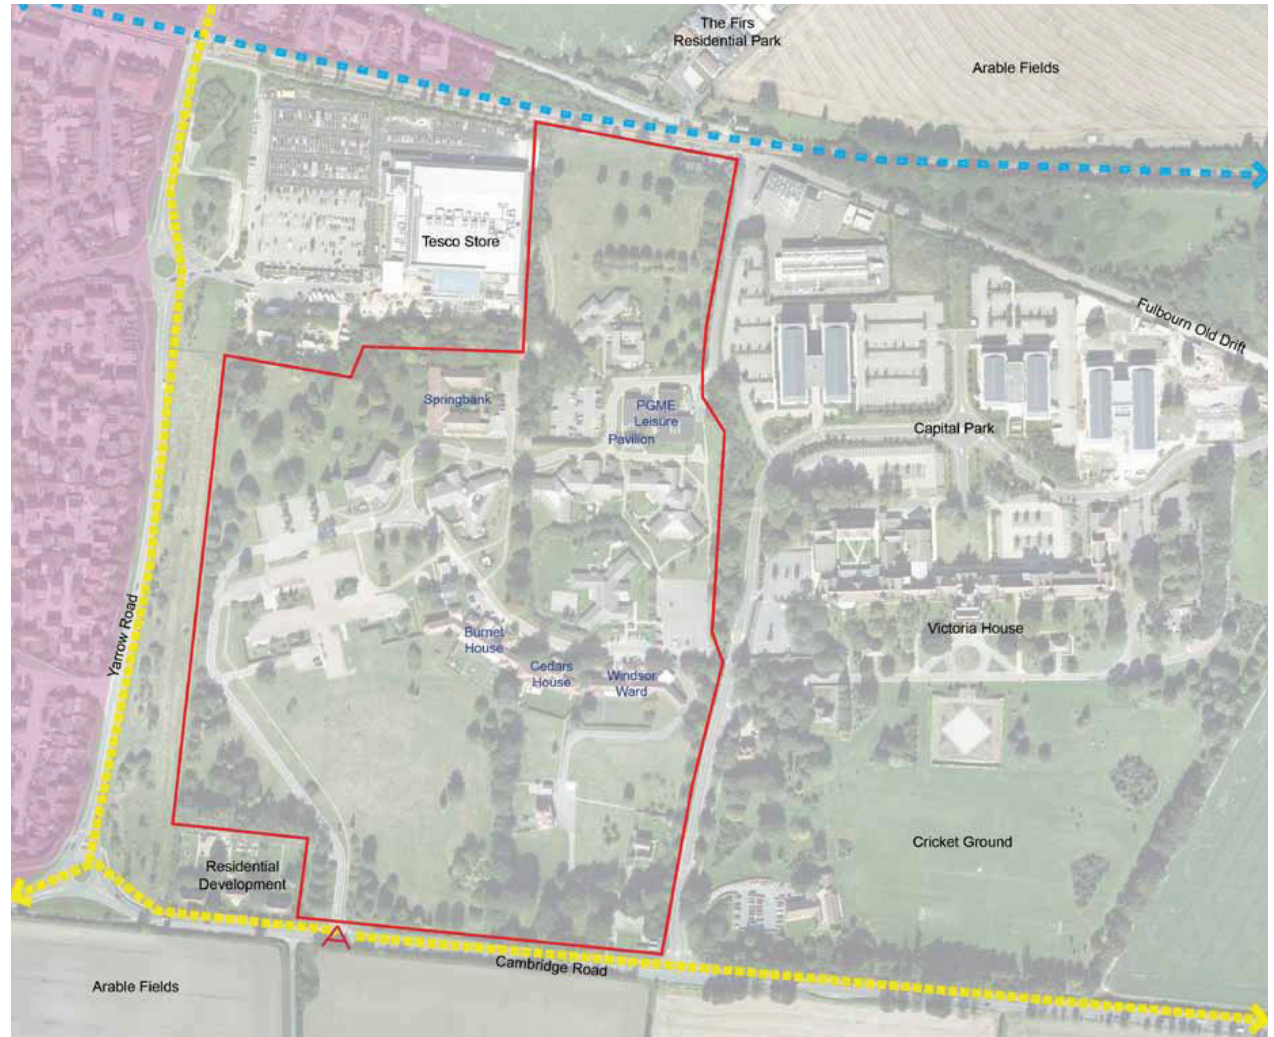 The Firs
Residential Park
Arable Fields
Tesco Store
Fulbourn Old Drift
Springbank
PGME
Leisure
Pavilion
Capital Park
Yarrow Road
Burnet
House
Cedars
House
Windsor
Ward
Victoria House
Cricket Ground
Residential
Development
Cambridge Road
Arable Fields